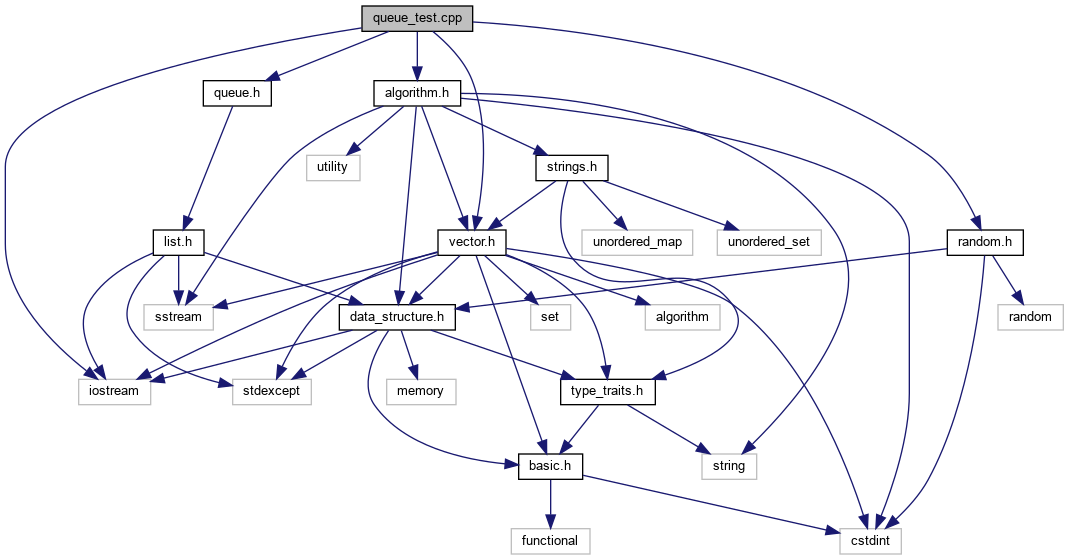 queue_test.cpp
queue.h
algorithm.h
utility
strings.h
list.h
vector.h
unordered_map
unordered_set
random.h
sstream
data_structure.h
set
algorithm
random
iostream
stdexcept
memory
type_traits.h
basic.h
string
functional
cstdint